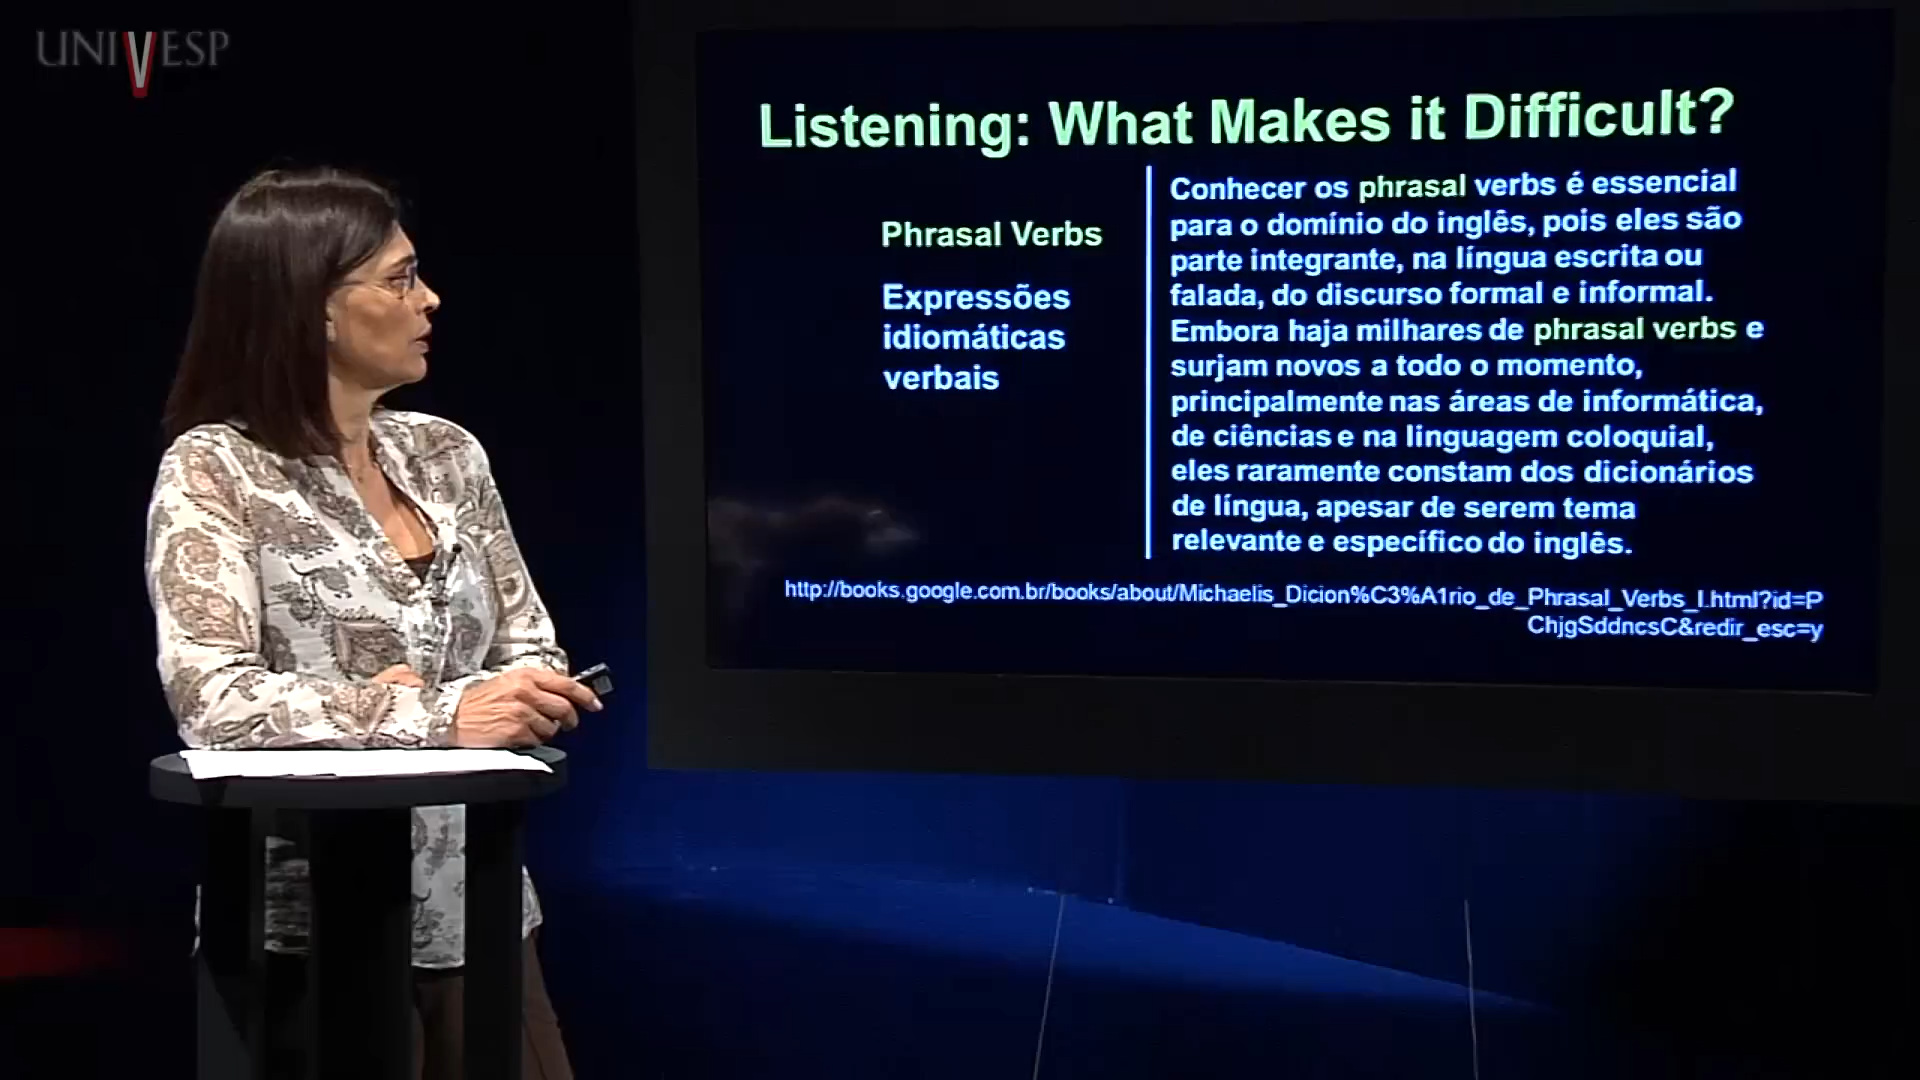 UNIVESP
Listening: What Makes it Difficult?
Phrasal Verbs
Expressões
idiomáticas
verbais
Conhecer os phrasal verbs é essencial
para o domínio do inglês, pois eles são
parte integrante, na língua escrita ou
falada, do discurso formal e informal.
Embora haja milhares de phrasal verbs e
surjam novos a todo o momento,
principalmente nas áreas de informática,
de ciências e na linguagem coloquial,
eles raramente constam dos dicionários
de língua, apesar de serem tema
relevante e específico do inglês.
http://books.google.com.br/books/about/Michaelis_Dicion%C3%A1rio_de_Phrasal_Verbs_I.html?id=P
ChjgSddncsC&redir_esc=y